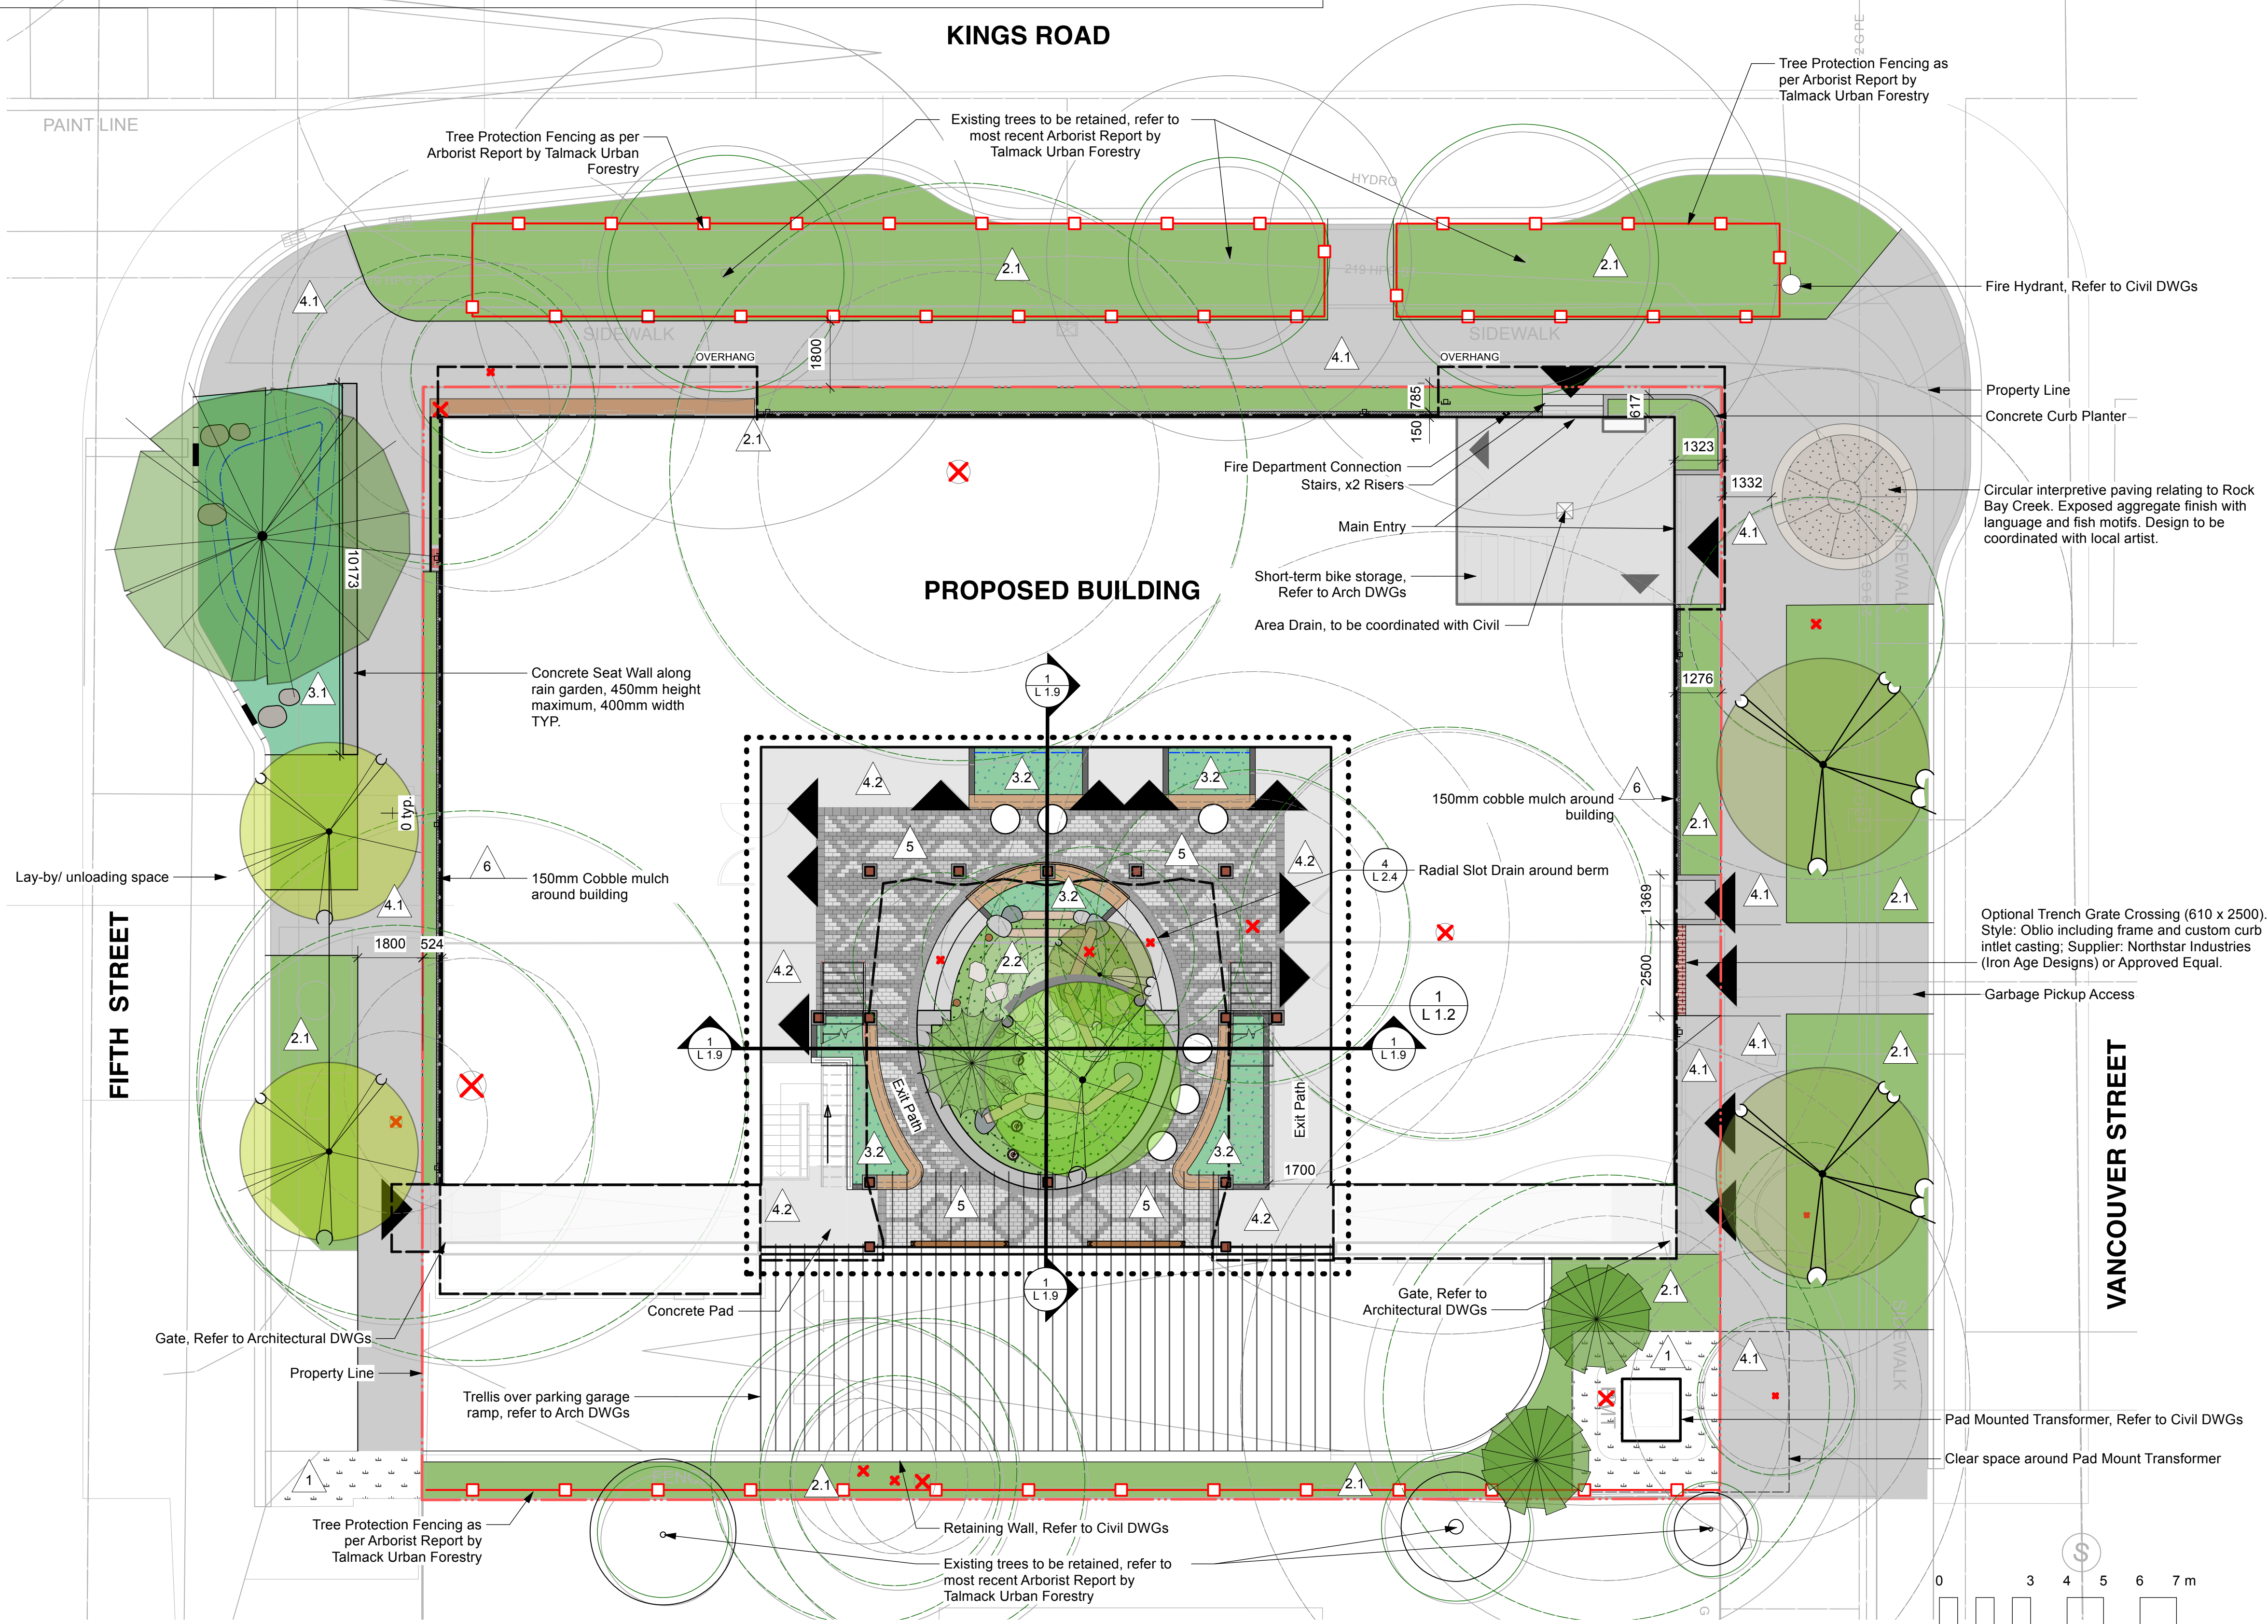 KINGS ROAD
2 G PE
Tree Protection Fencing as
per Arborist Report by
Talmack Urban Forestry
PAINT LINE
Tree Protection Fencing as per
Arborist Report by Talmack Urban
Forestry
Existing trees to be retained, refer to
most recent Arborist Report by
Talmack Urban Forestry
HYDRO
2.1
2.1
4.1
Fire Hydrant, Refer to Civil DWGs
SIDEWALK
SIDEWALK
OVERHANG
1800
4.1
OVERHANG
785
617
150
Property Line
Concrete Curb Planter
2.1
1323
1332
Fire Department Connection
Stairs, x2 Risers
Main Entry
4.1
Circular interpretive paving relating to Rock
Bay Creek. Exposed aggregate finish with
language and fish motifs. Design to be
coordinated with local artist.
SIDEWALK
10173
PROPOSED BUILDING
Short-term bike storage,
Refer to Arch DWGs
Area Drain, to be coordinated with Civil
3.1
Concrete Seat Wall along
rain garden, 450mm height
maximum, 400mm width
TYP.
1
L 1.9
1276
4.2
3.2
3.2
150mm cobble mulch around
building
6
2.1
0 typ.
5
5
4.2
6
4
L 2.4
Radial Slot Drain around berm
Lay-by/ unloading space
150mm Cobble mulch
around building
3.2
4.1
1369
4.1
2.1
FIFTH STREET
1800
524
4.2
2.2
2500
Optional Trench Grate Crossing (610 x 2500).
Style: Oblio including frame and custom curb
intlet casting; Supplier: Northstar Industries
(Iron Age Designs) or Approved Equal.
1
L 1.2
Garbage Pickup Access
2.1
1
L 1.9
1
L 1.9
4.1
2.1
4.1
VANCOUVER STREET
Exit Path
Exit Path
3.2
3.2
1700
4.2
5
5
4.2
1
L 1.9
Concrete Pad
Gate, Refer to
Architectural DWGs
2.1
Gate, Refer to Architectural DWGs
Property Line
1
4.1
SIDEWALK
Trellis over parking garage
ramp, refer to Arch DWGs
Pad Mounted Transformer, Refer to Civil DWGs
Clear space around Pad Mount Transformer
1
FENCE
2.1
2.1
Tree Protection Fencing as
per Arborist Report by
Talmack Urban Forestry
Retaining Wall, Refer to Civil DWGs
Existing trees to be retained, refer to
most recent Arborist Report by
Talmack Urban Forestry
S
0 3 4 5 6 7 m
G